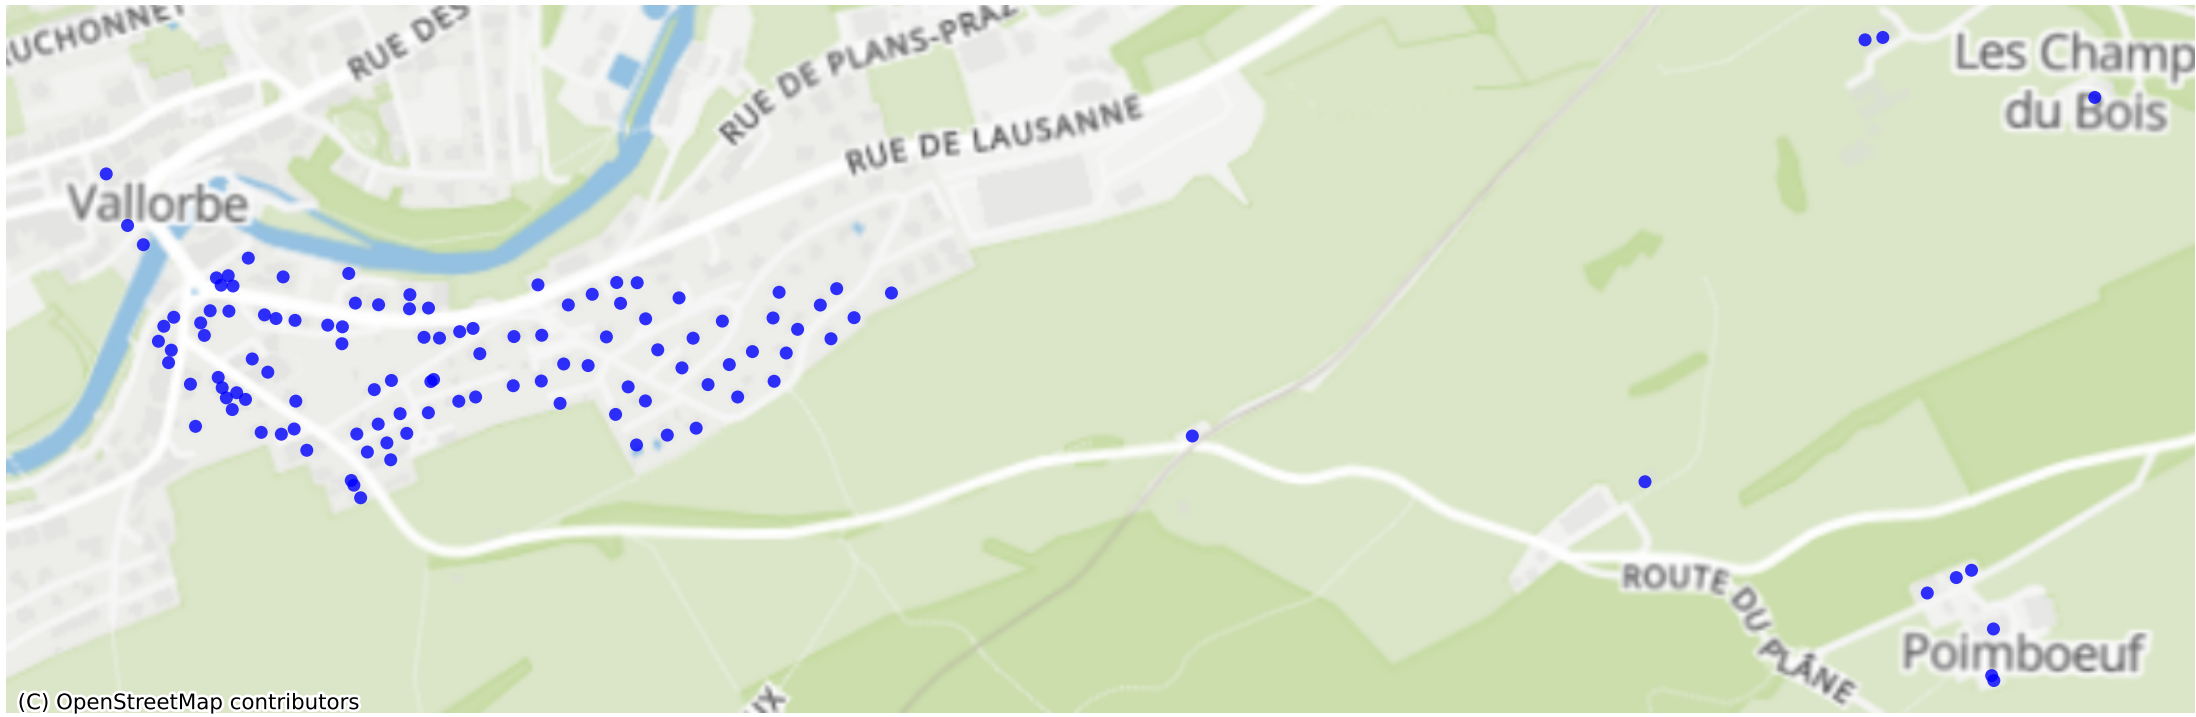 RUE DES
RUE DE PLANS-PRAZ
Les Champ
du Bois
RUE DE LAUSANNE
Vallorbe
ROUTE DU PLÂNE
Poimboeuf
(C) OpenStreetMap contributors